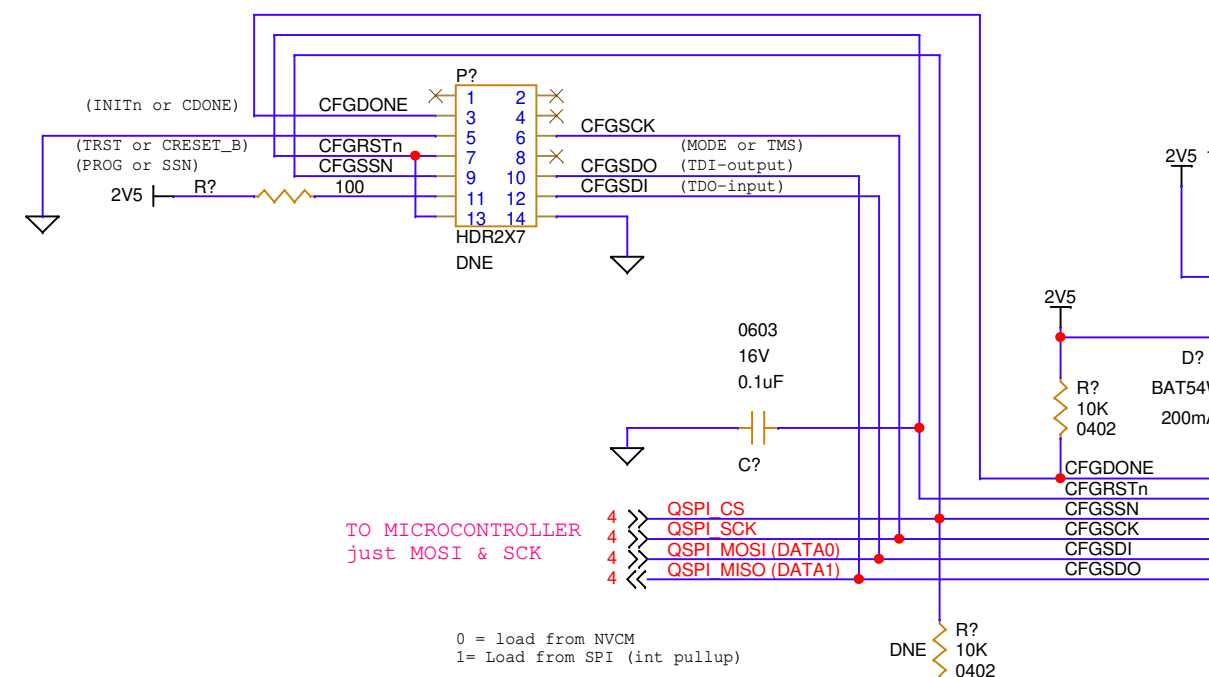 P?
1 2
(INITn or CDONE) CFGDONE 3 4
5 6 CFGSCK
(TRST or CRESET_B) CFGRSTn 7 8 (MODE or TMS)
(PROG or SSN) CFGSSN 9 10 CFGSDO (TDI-output)
2V5 R? 100 11 12 CFGSDI (TDO-input)
13 14
HDR2X7
DNE
2V5
2V5
0603
16V
0.1uF
C?
R?
10K
0402
D?
BAT54
200m
CFGDONE
CFGRSTn
4 QSPI_CS CFGSSN
4 QSPI_SCK CFGSCK
4 QSPI_MOSI (DATA0) CFGSDI
4 QSPI_MISO (DATA1) CFGSDO
TO MICROCONTROLLER
just MOSI & SCK
0 = load from NVCM
1= Load from SPI (int pullup)
R?
DNE 10K
0402